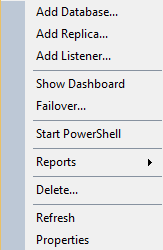 Add Database...
Add Replica...
Add Listener...
Show Dashboard
Failover...
Start PowerShell
Reports
Delete...
Refresh
Properties